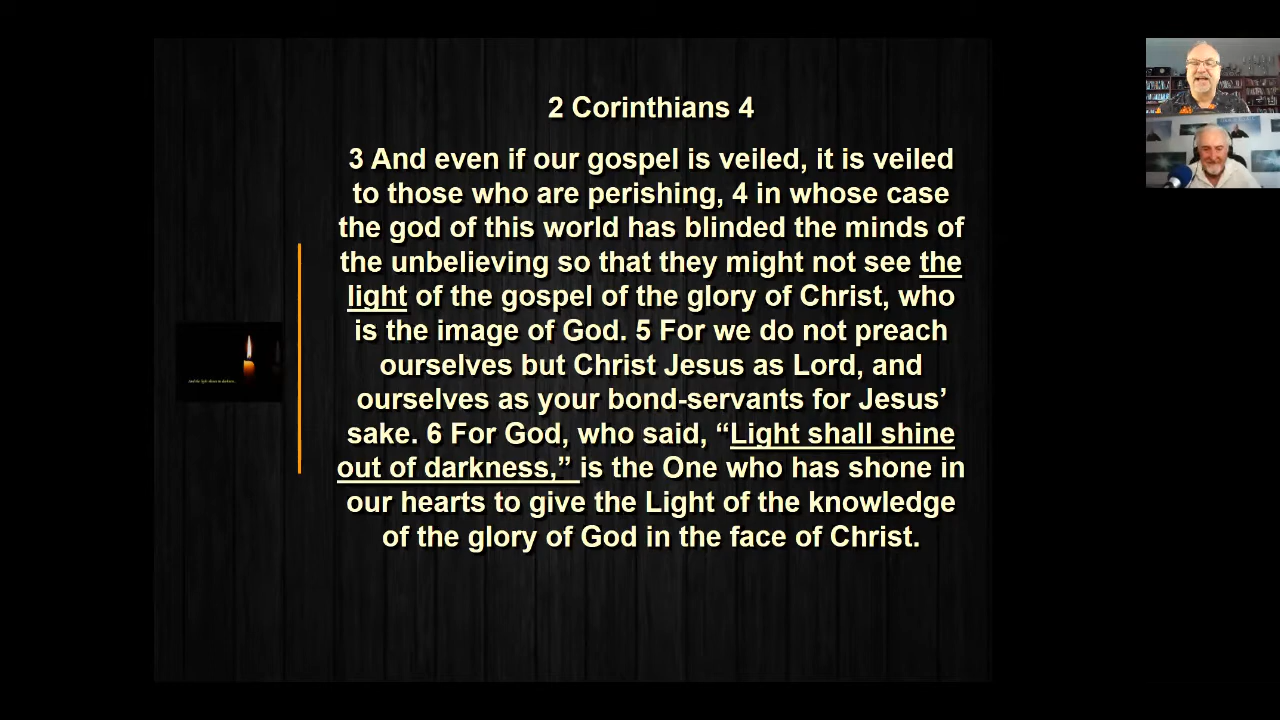 2 Corinthians 4
3 And even if our gospel is veiled, it is veiled
to those who are perishing, 4 in whose case
the god of this world has blinded the minds of
the unbelieving so that they might not see the
light of the gospel of the glory of Christ, who
is the image of God. 5 For we do not preach
ourselves but Christ Jesus as Lord, and
ourselves as your bond-servants for Jesus’
sake. 6 For God, who said, “Light shall shine
out of darkness,” is the One who has shone in
our hearts to give the Light of the knowledge
of the glory of God in the face of Christ.